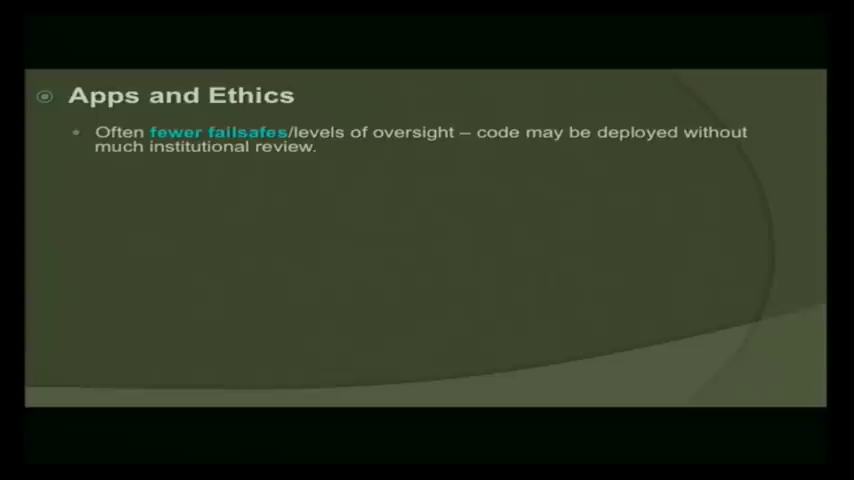 Apps and Ethics
Often fewer failsafes/levels of oversight – code may be deployed without
much institutional review.